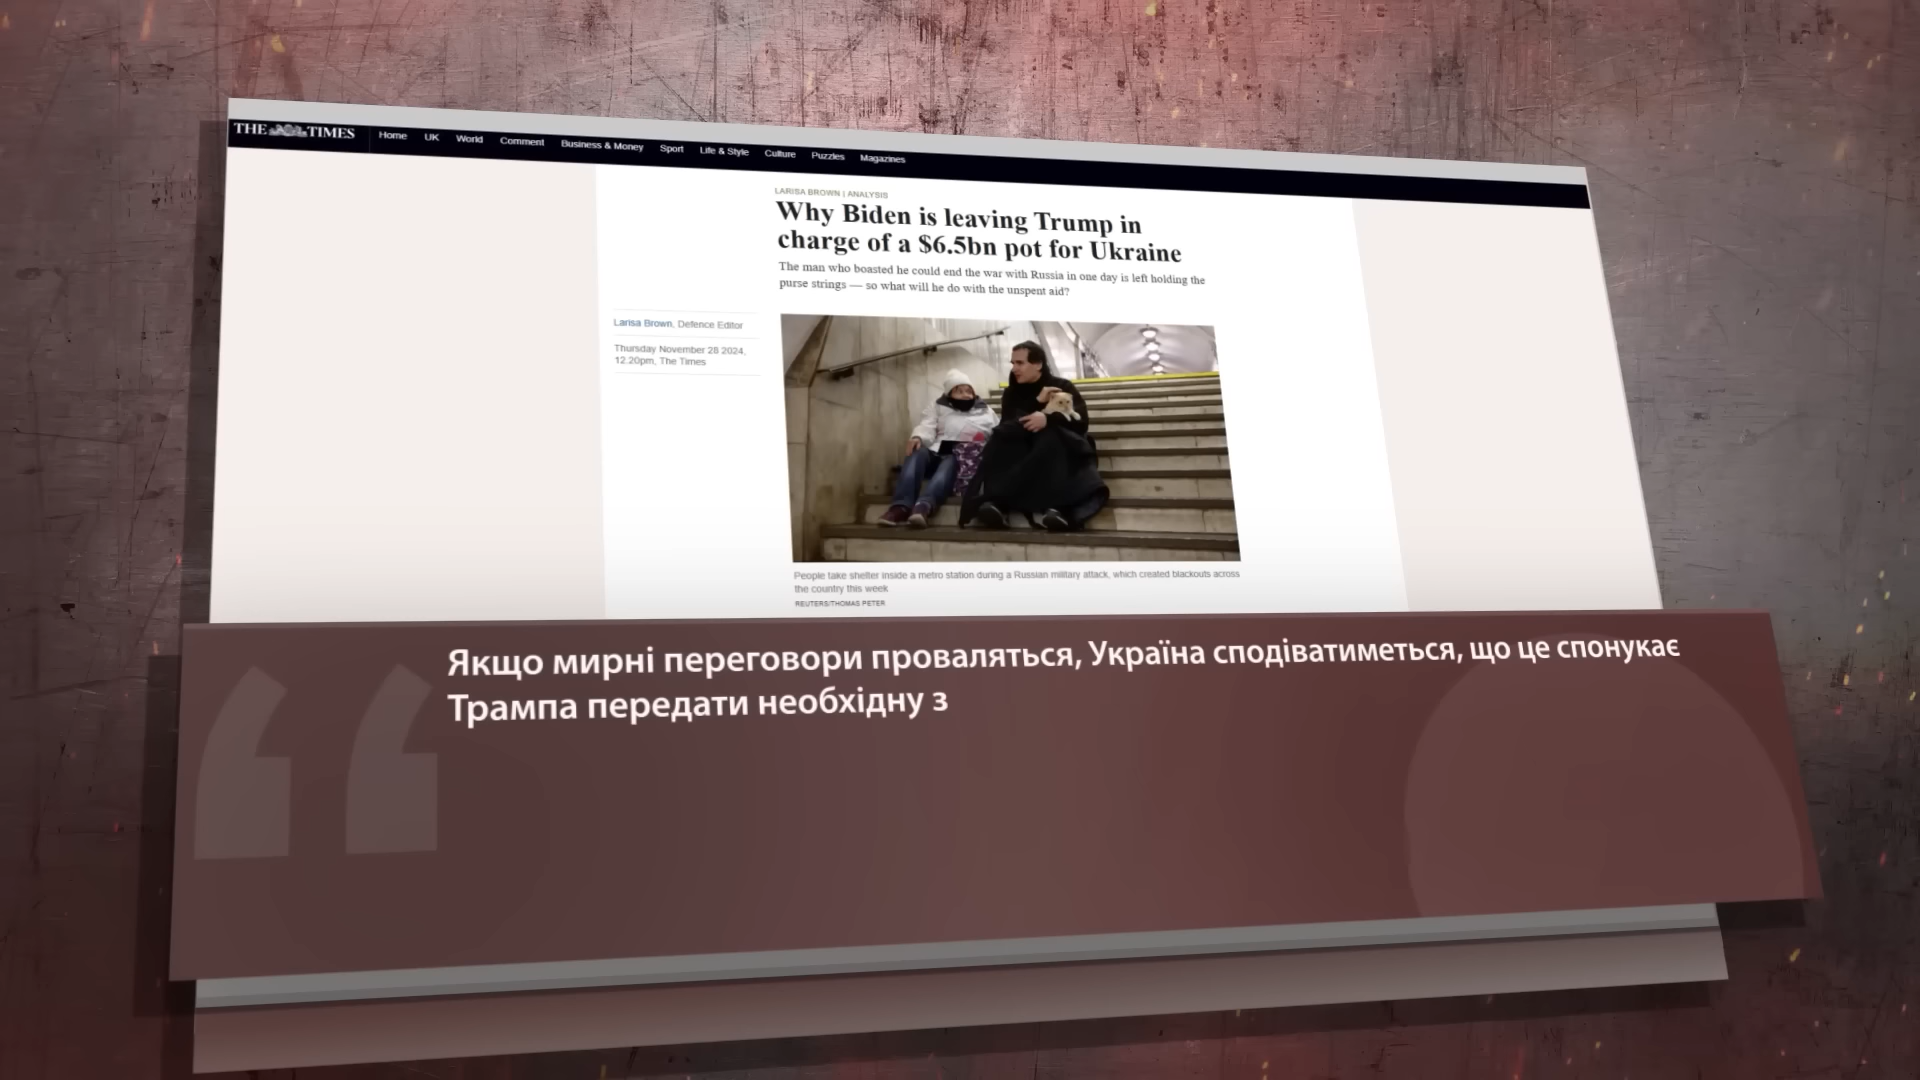 THE TIMES
Home UK World Comment Business & Money Sport Life & Style Culture Puzzles Magazines
LARISA BROWN | ANALYSIS
Why Biden is leaving Trump in
charge of a $6.5bn pot for Ukraine
The man who boasted he could end the war with Russia in one day is left holding the
purse strings — so what will he do with the unspent aid?
Larisa Brown, Defence Editor
Thursday November 28 2024,
12.20pm, The Times
People take shelter inside a metro station during a Russian military attack, which created blackouts across
the country this week
REUTERS/THOMAS PETER
Якщо мирні переговори проваляться, Україна сподіватиметься, що це спонукає
Трампа передати необхідну з